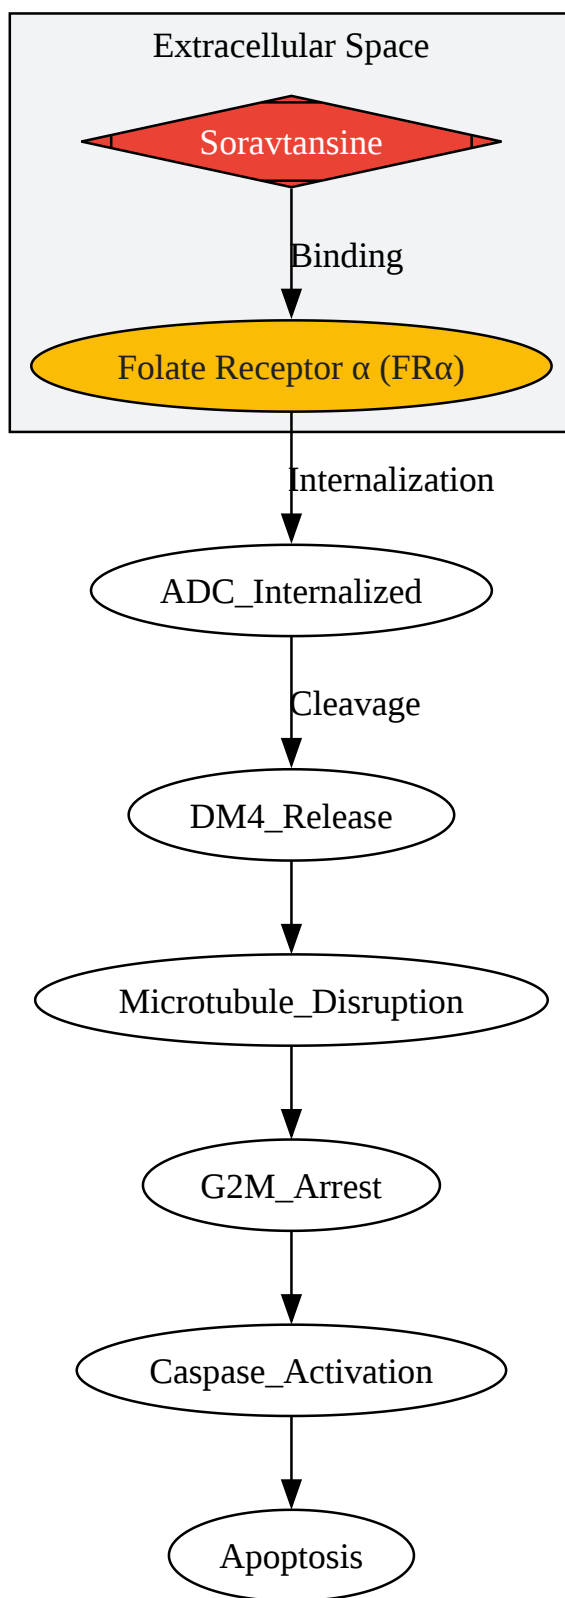 Extracellular Space
Soravtansine
Binding
Folate Receptor α (FRα)
Internalization
ADC_Internalized
Cleavage
DM4_Release
Microtubule_Disruption
G2M_Arrest
Caspase_Activation
Apoptosis